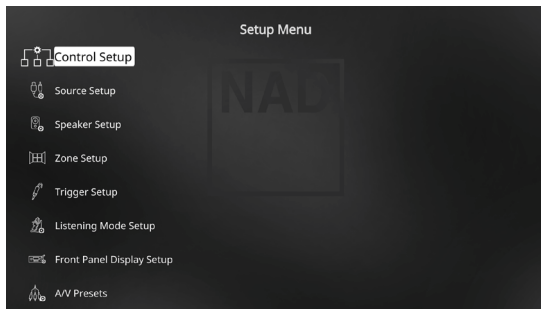 Setup Menu
Control Setup
Source Setup
NAD
Speaker Setup
Zone Setup
Trigger Setup
Listening Mode Setup
Front Panel Display Setup
A/V Presets